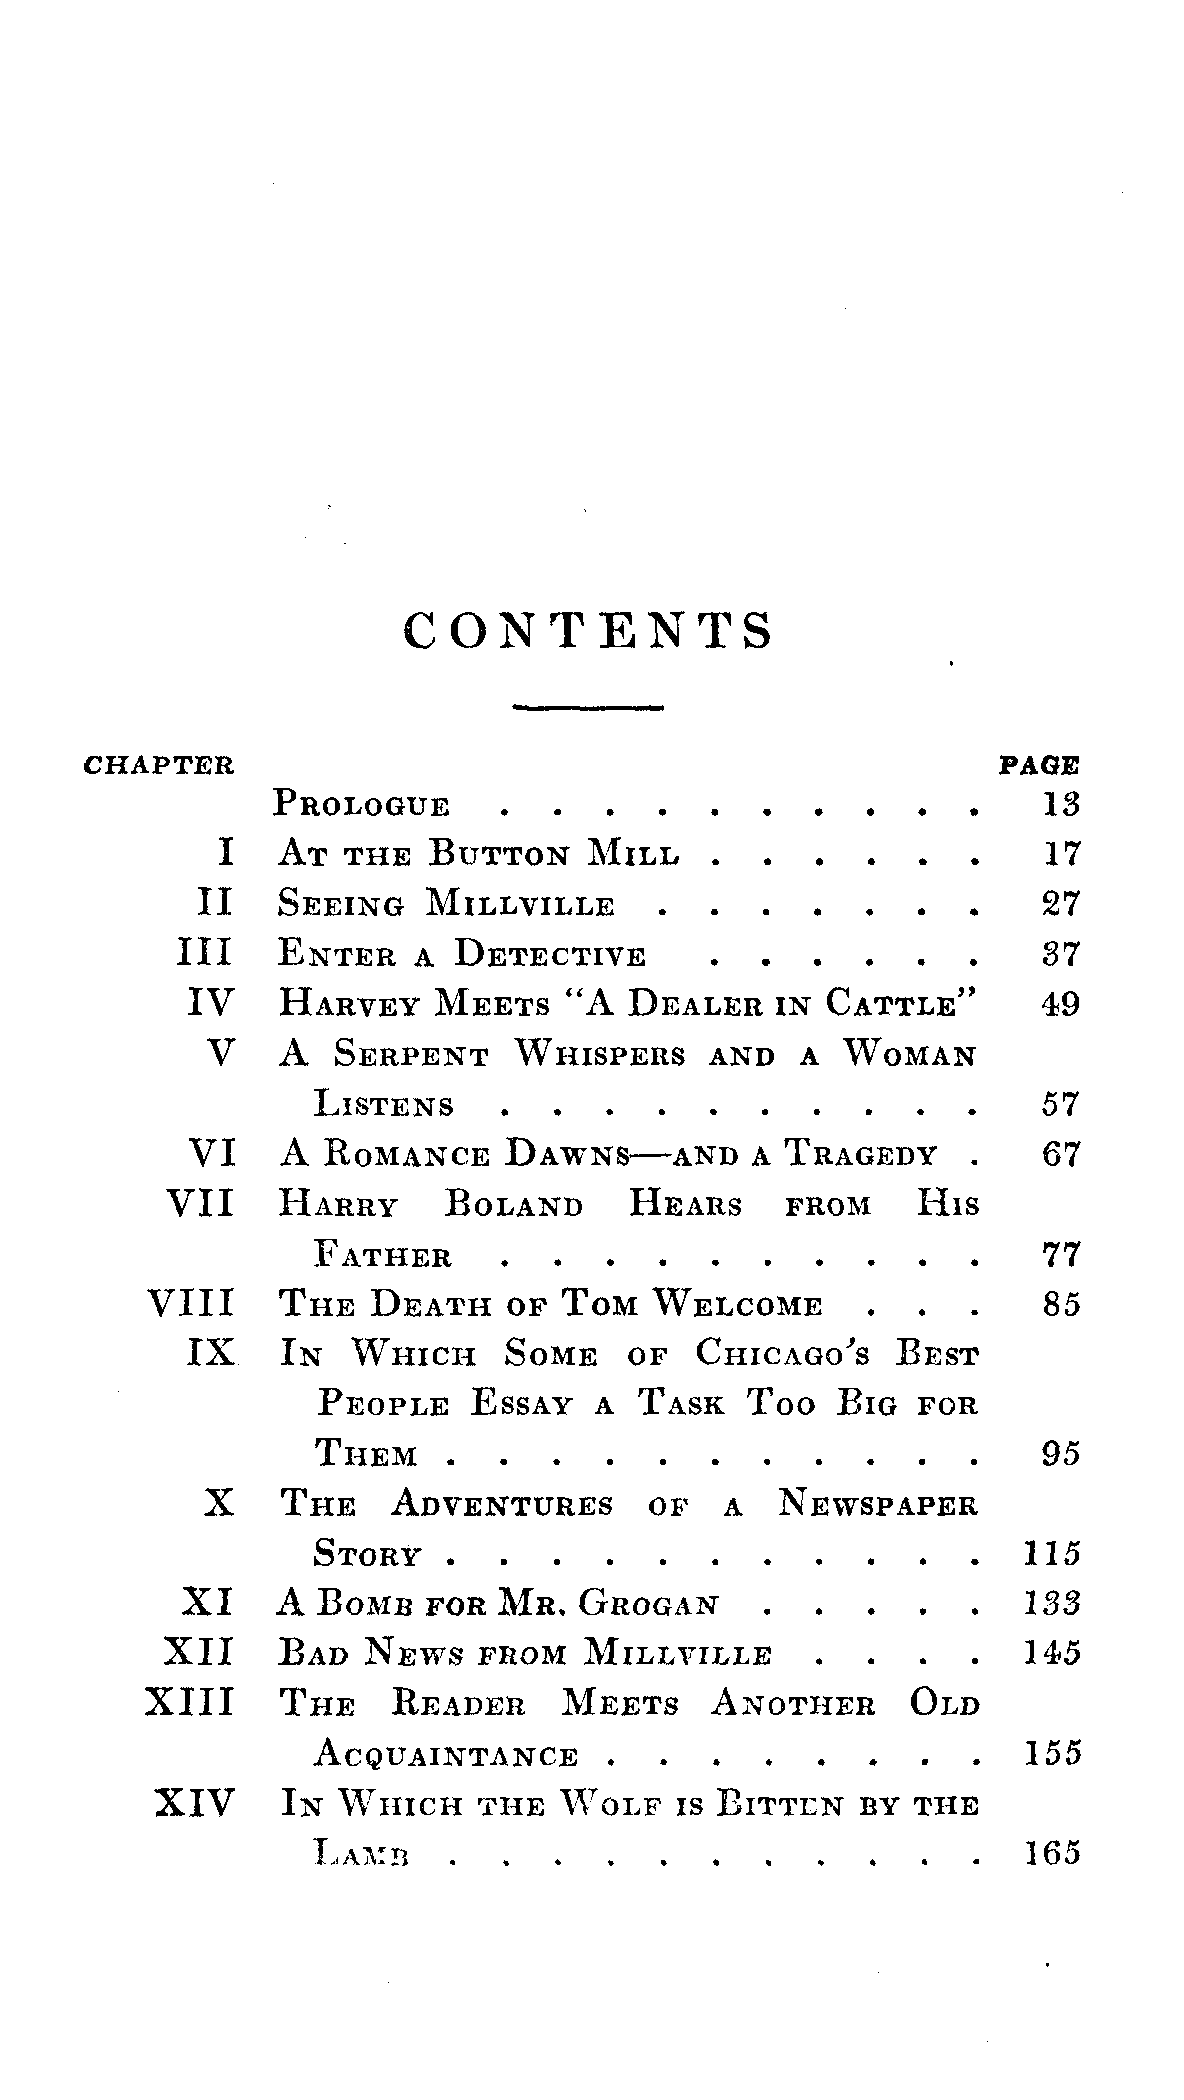 CONTENTS
CHAPTER PAGE
PROLOGUE . . . . . . . . . . 13
I AT THE BUTTON MILL . . . . . . 17
II SEEING MILLVILLE . . . . . . . 27
III ENTER A DETECTIVE . . . . . . 37
IV HARVEY MEETS "A DEALER IN CATTLE" 49
V A SERPENT WHISPERS AND A WOMAN
LISTENS . . . . . . . . . . 57
VI A ROMANCE DAWNS—AND A TRAGEDY . 67
VII HARRY BOLAND HEARS FROM HIS
FATHER . . . . . . . . . . 77
VIII THE DEATH OF TOM WELCOME . . . 85
IX IN WHICH SOME OF CHICAGO'S BEST
PEOPLE ESSAY A TASK TOO BIG FOR
THEM . . . . . . . . . . . 95
X THE ADVENTURES OF A NEWSPAPER
STORY . . . . . . . . . . . 115
XI A BOMB FOR MR. GROGAN . . . . . 133
XII BAD NEWS FROM MILLVILLE . . . . 145
XIII THE READER MEETS ANOTHER OLD
ACQUAINTANCE . . . . . . . . 155
XIV IN WHICH THE WOLF IS BITTEN BY THE
LAMB . . . . . . . . . . . 165